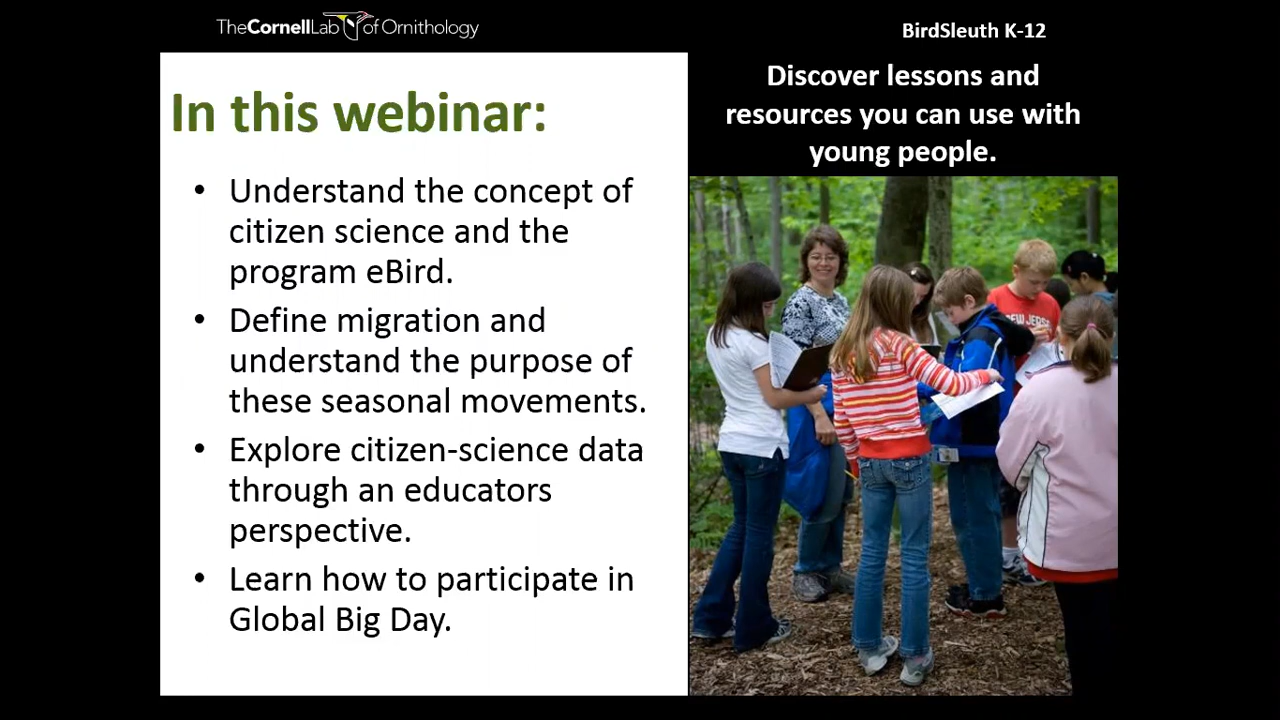 TheCornellLab of Ornithology
BirdSleuth K-12
In this webinar:
• Understand the concept of
citizen science and the
program eBird.
• Define migration and
understand the purpose of
these seasonal movements.
• Explore citizen-science data
through an educators
perspective.
• Learn how to participate in
Global Big Day.
Discover lessons and
resources you can use with
young people.
NEW JERS